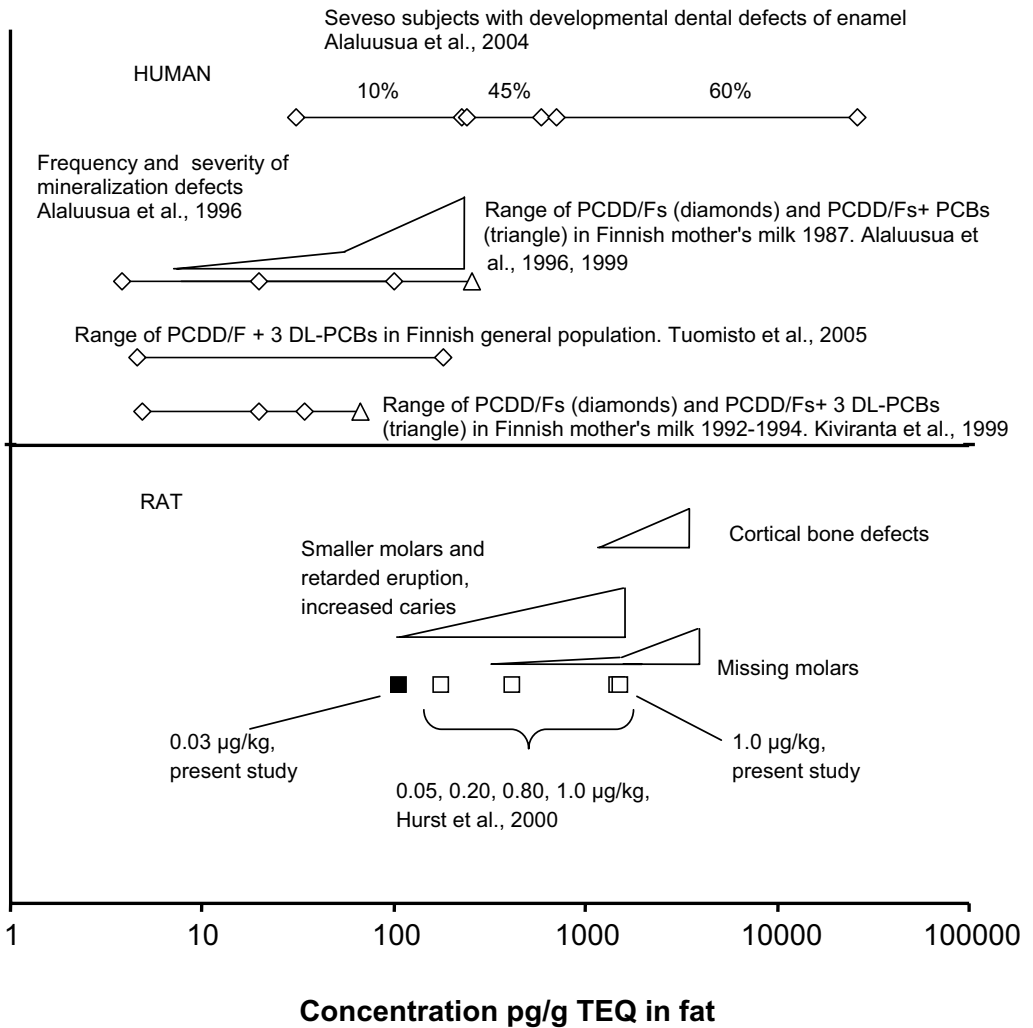 Seveso subjects with developmental dental defects of enamel
Alaluusua et al., 2004
HUMAN
10%
45%
60%
Frequency and severity of
mineralization defects
Alaluusua et al., 1996
Range of PCDD/Fs (diamonds) and PCDD/Fs+ PCBs
(triangle) in Finnish mother's milk 1987. Alaluusua et
al., 1996, 1999
Range of PCDD/F + 3 DL-PCBs in Finnish general population. Tuomisto et al., 2005
Range of PCDD/Fs (diamonds) and PCDD/Fs+ 3 DL-PCBs
(triangle) in Finnish mother's milk 1992-1994. Kiviranta et al., 1999
RAT
Cortical bone defects
Smaller molars and
retarded eruption,
increased caries
Missing molars
0.03 µg/kg,
present study
1.0 µg/kg,
present study
0.05, 0.20, 0.80, 1.0 µg/kg,
Hurst et al., 2000
1 10 100 1000 10000 100000
Concentration pg/g TEQ in fat